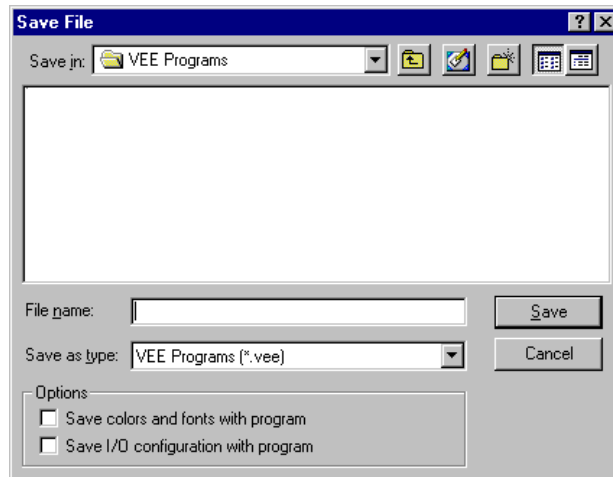 Save File
Save in: VEE Programs
File name:
Save
Save as type: VEE Programs (*.vee)
Cancel
Options
Save colors and fonts with program
Save I/O configuration with program